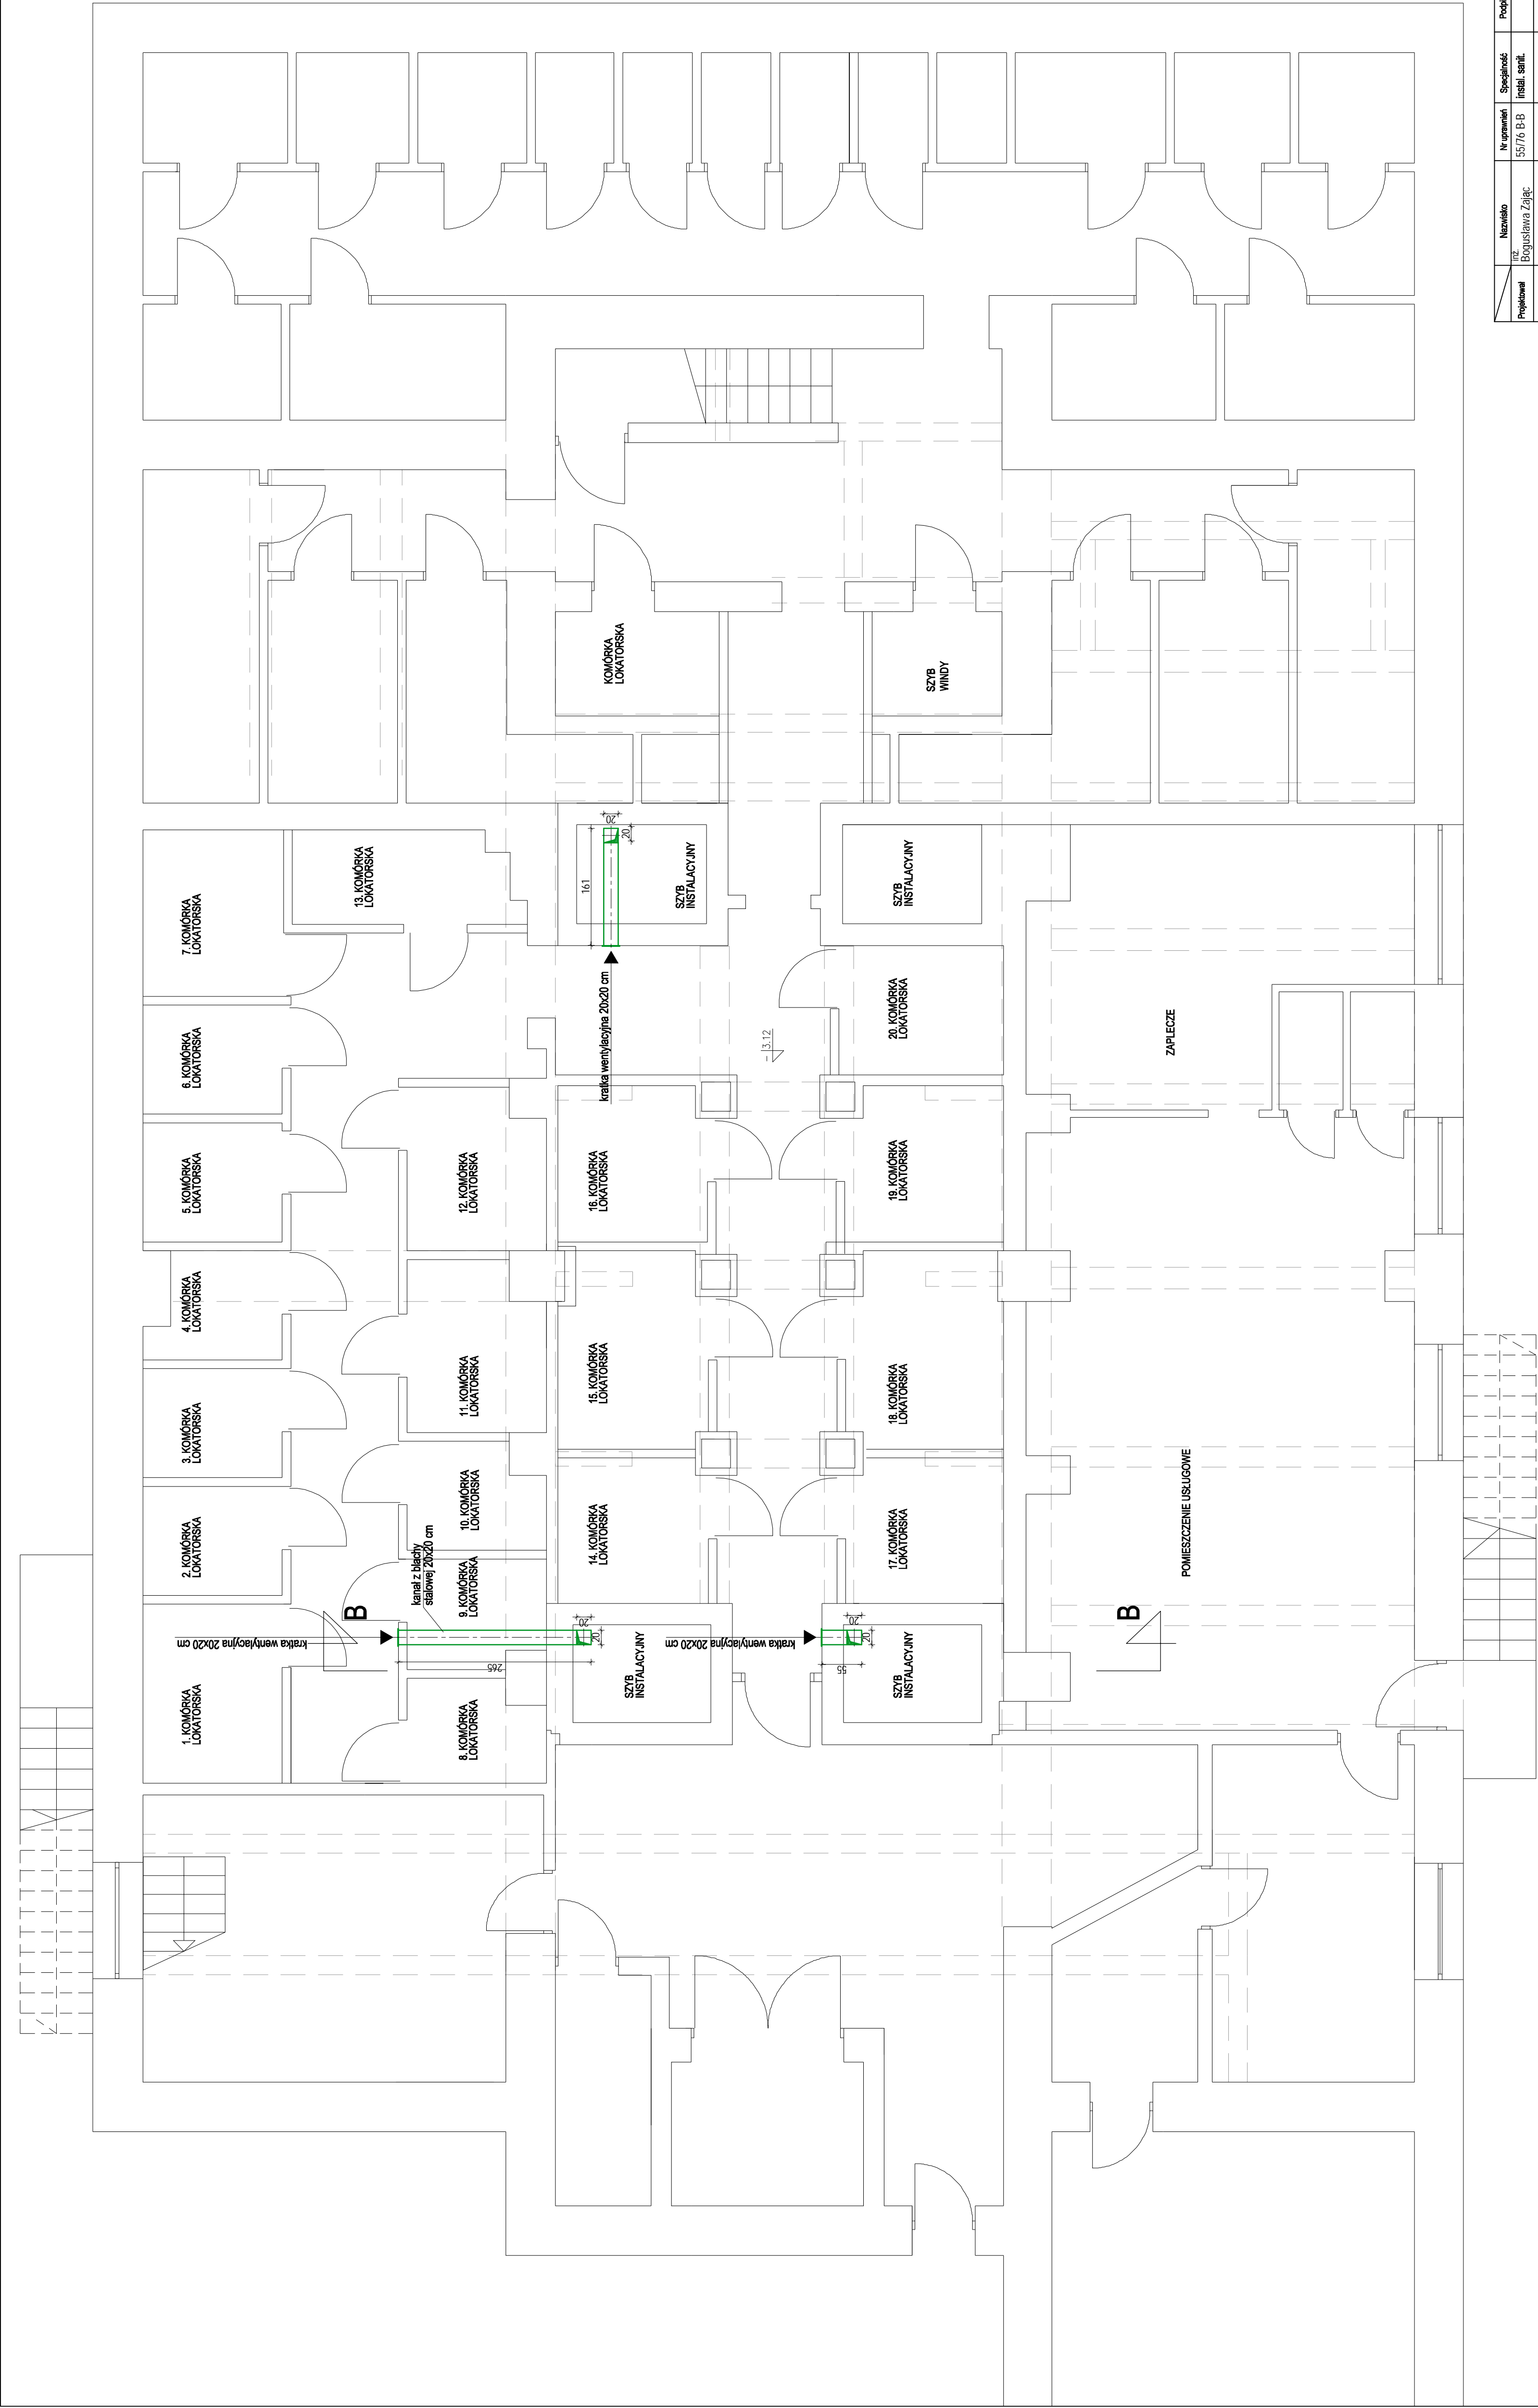 7. KOMÓRKA
LOKATORSKA
6. KOMÓRKA
LOKATORSKA
5. KOMÓRKA
LOKATORSKA
4. KOMÓRKA
LOKATORSKA
3. KOMÓRKA
LOKATORSKA
2. KOMÓRKA
LOKATORSKA
1. KOMÓRKA
LOKATORSKA
13. KOMÓRKA
LOKATORSKA
12. KOMÓRKA
LOKATORSKA
11. KOMÓRKA
LOKATORSKA
10. KOMÓRKA
LOKATORSKA
9. KOMÓRKA
LOKATORSKA
8. KOMÓRKA
LOKATORSKA
kanał z blachy
stalowej 20x20 cm
kratka wentylacyjna 20x20 cm
B
265
20
20
KOMÓRKA
LOKATORSKA
161
20
20
SZYB
INSTALACYJNY
kratka wentylacyjna 20x20 cm
16. KOMÓRKA
LOKATORSKA
15. KOMÓRKA
LOKATORSKA
14. KOMÓRKA
LOKATORSKA
SZYB
INSTALACYJNY
kratka wentylacyjna 20x20 cm
- 3.12
55
20
20
SZYB
WINDY
SZYB
INSTALACYJNY
20. KOMÓRKA
LOKATORSKA
19. KOMÓRKA
LOKATORSKA
18. KOMÓRKA
LOKATORSKA
17. KOMÓRKA
LOKATORSKA
SZYB
INSTALACYJNY
B
ZAPLECZE
POMIESZCZENIE USŁUGOWE
Nazwisko Nr uprawnień Specjalność
Projektował inż. Bogusława Zając 55/76 B-B instal. sanit.